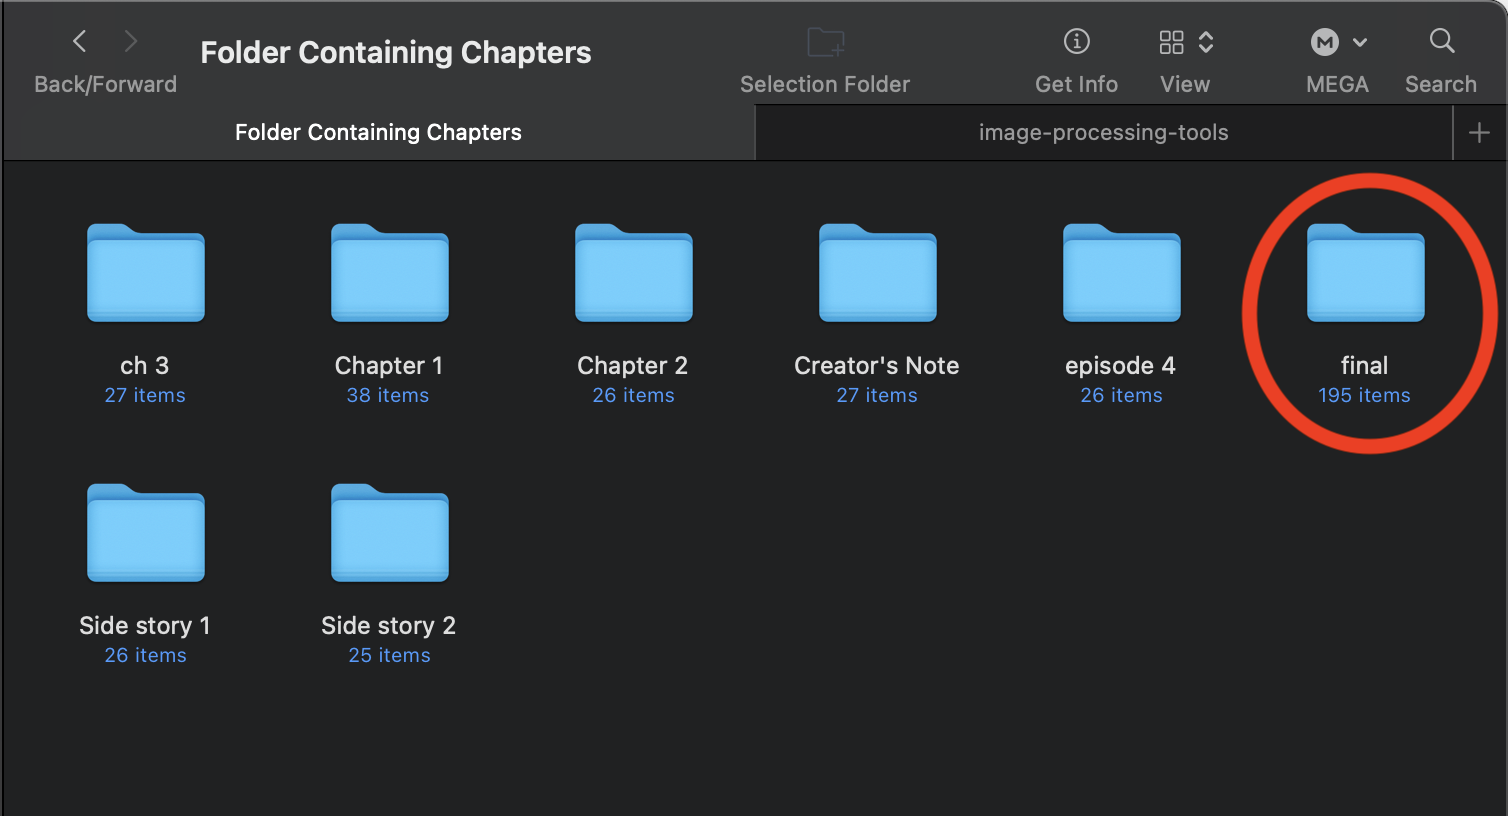 Folder Containing Chapters
Back/Forward
Selection Folder
Get Info
View
MEGA
Search
Folder Containing Chapters
image-processing-tools
ch 3
27 items
Chapter 1
38 items
Chapter 2
26 items
Creator's Note
27 items
episode 4
26 items
final
195 items
Side story 1
26 items
Side story 2
25 items